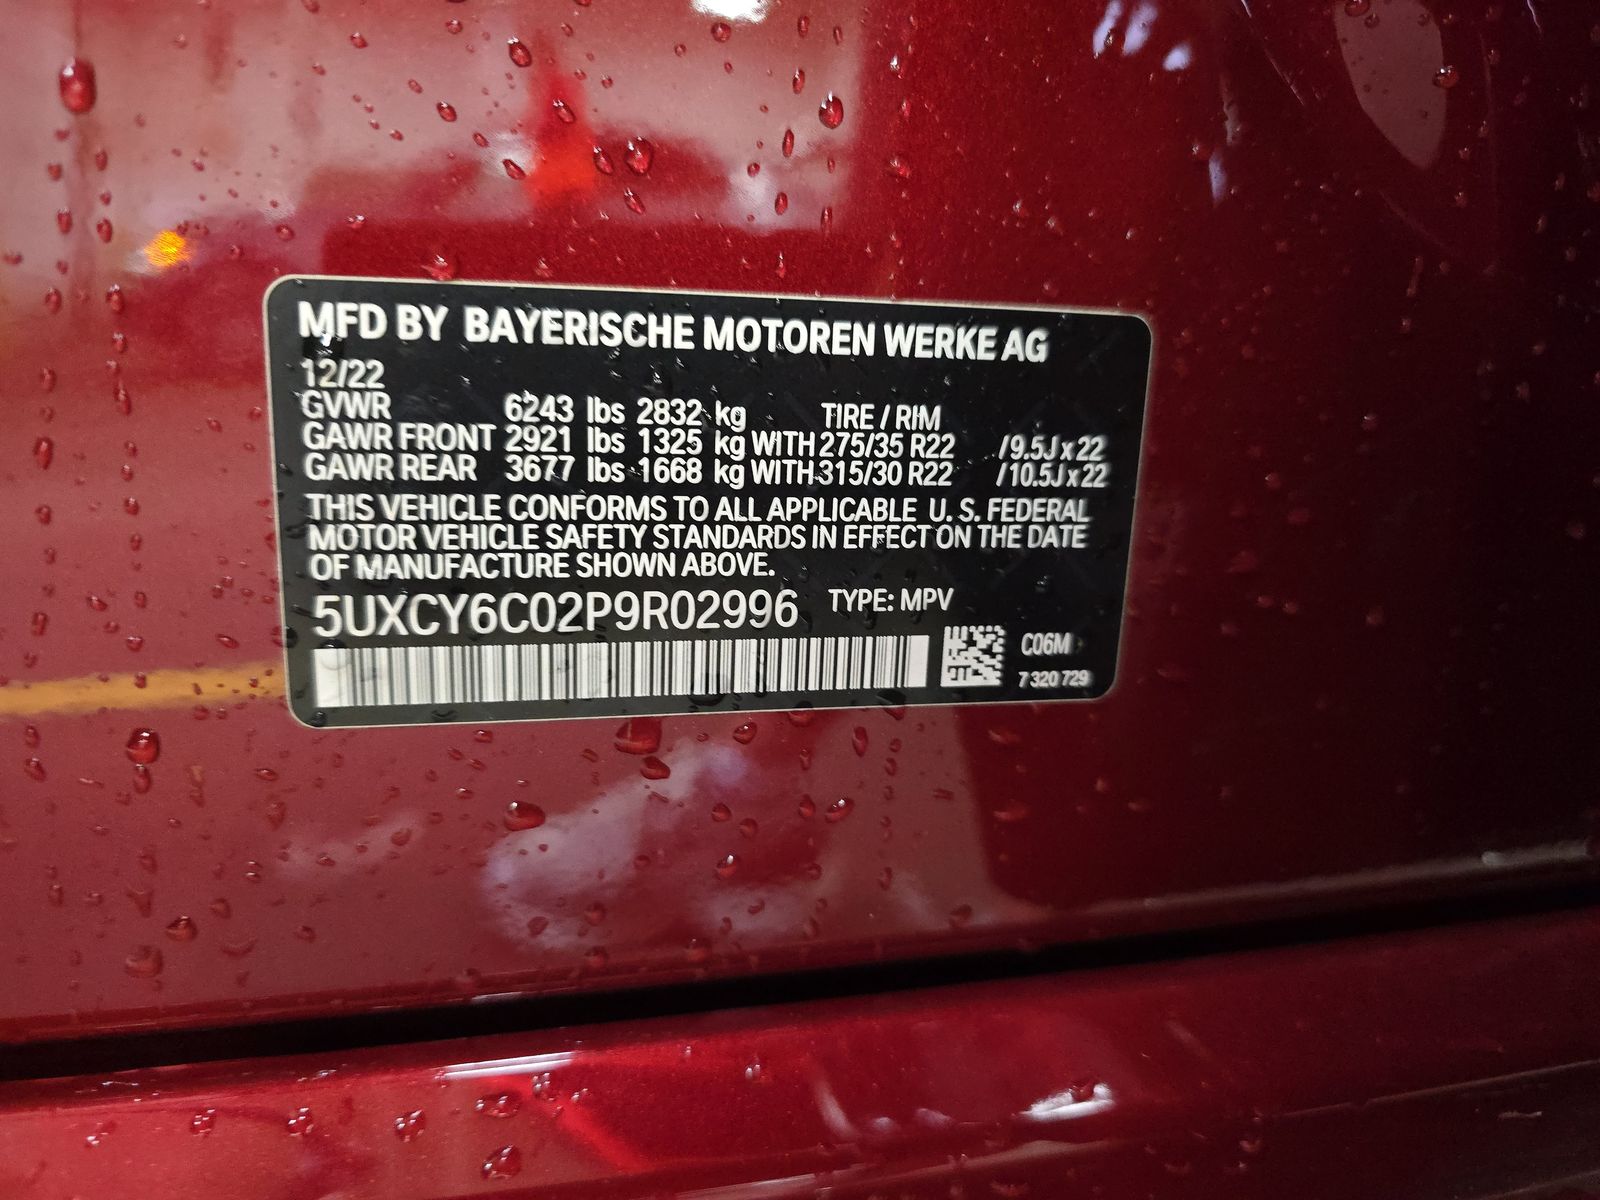 MFD BY BAYERISCHE MOTOREN WERKE AG
12/22
GVWR 6243 lbs 2832 kg TIRE / RIM
GAWR FRONT 2921 lbs 1325 kg WITH 275/35 R22 /9.5J x 22
GAWR REAR 3677 lbs 1668 kg WITH 315/30 R22 /10.5J x 22
THIS VEHICLE CONFORMS TO ALL APPLICABLE U. S. FEDERAL
MOTOR VEHICLE SAFETY STANDARDS IN EFFECT ON THE DATE
OF MANUFACTURE SHOWN ABOVE.
5UXCY6C02P9R02996 TYPE: MPV
C06M
7 320 729